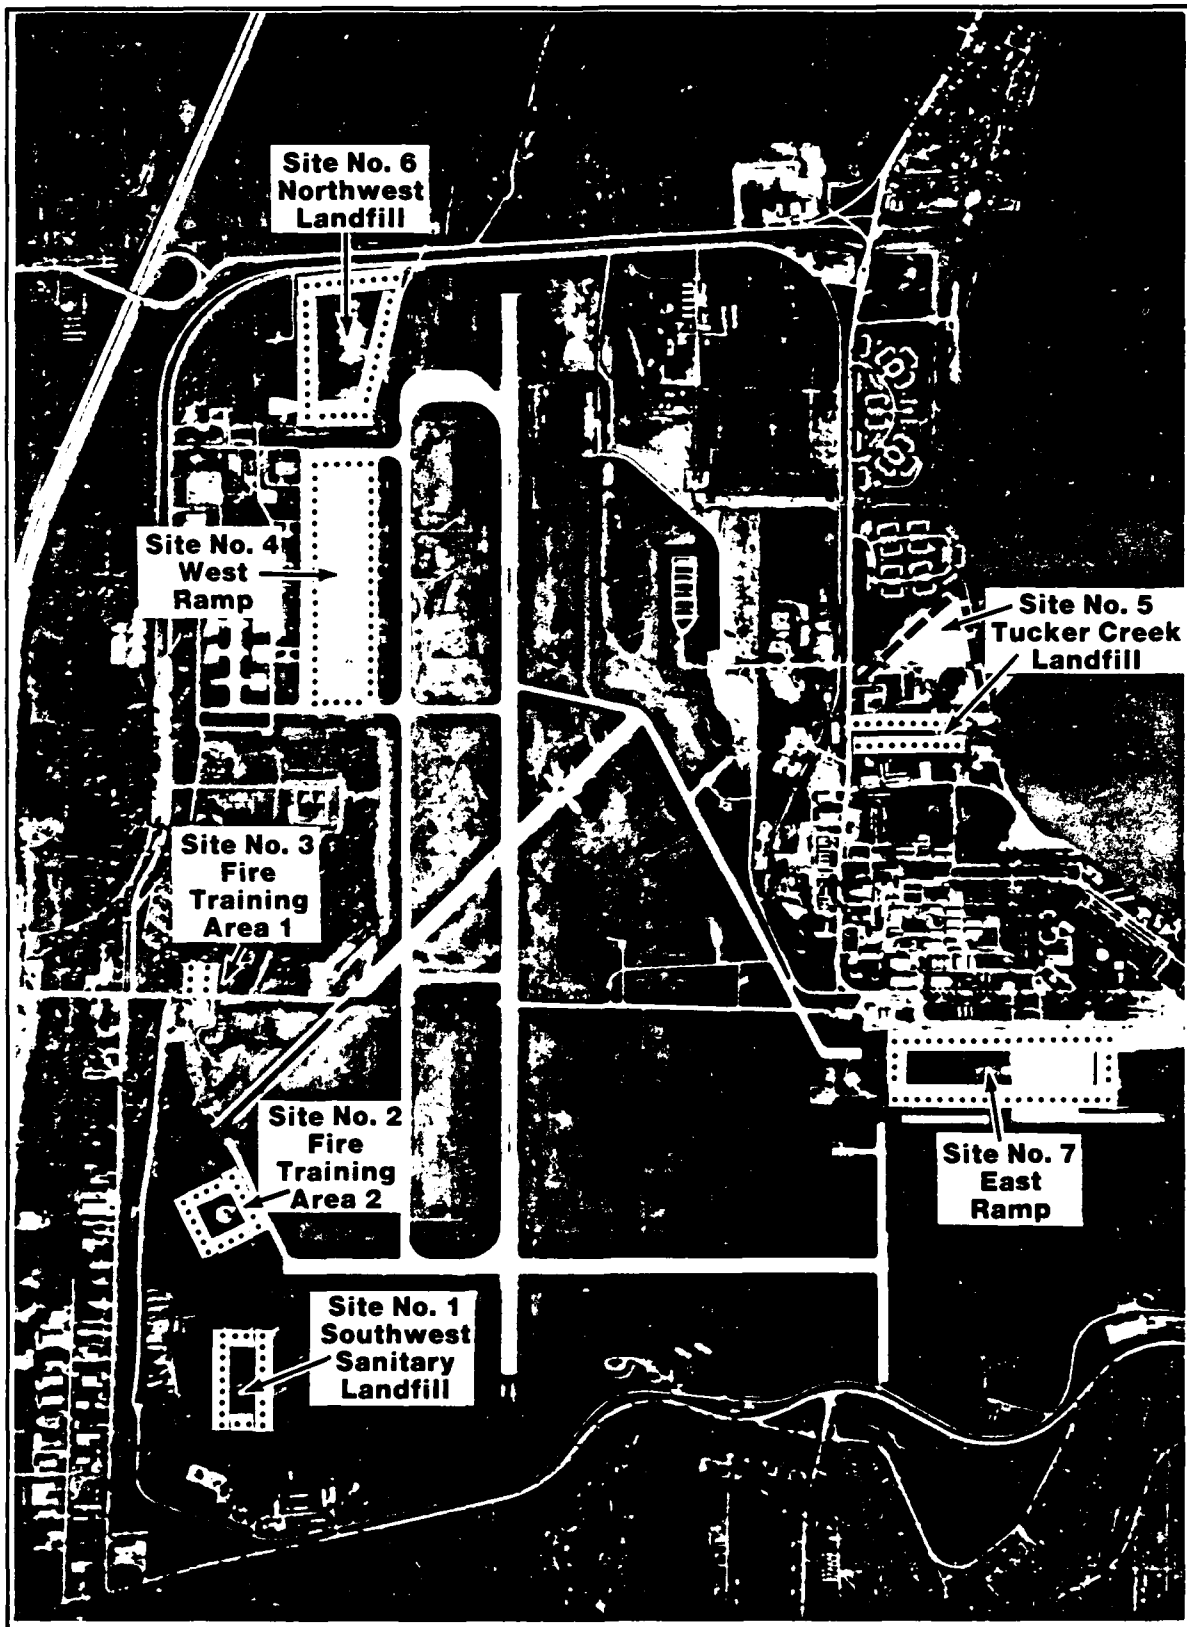 Site No. 6
Northwest
Landfill
Site No. 4
West
Ramp
Site No. 5
Tucker Creek
Landfill
Site No. 3
Fire
Training
Area 1
Site No. 2
Fire
Training
Area 2
Site No. 7
East
Ramp
Site No. 1
Southwest
Sanitary
Landfill